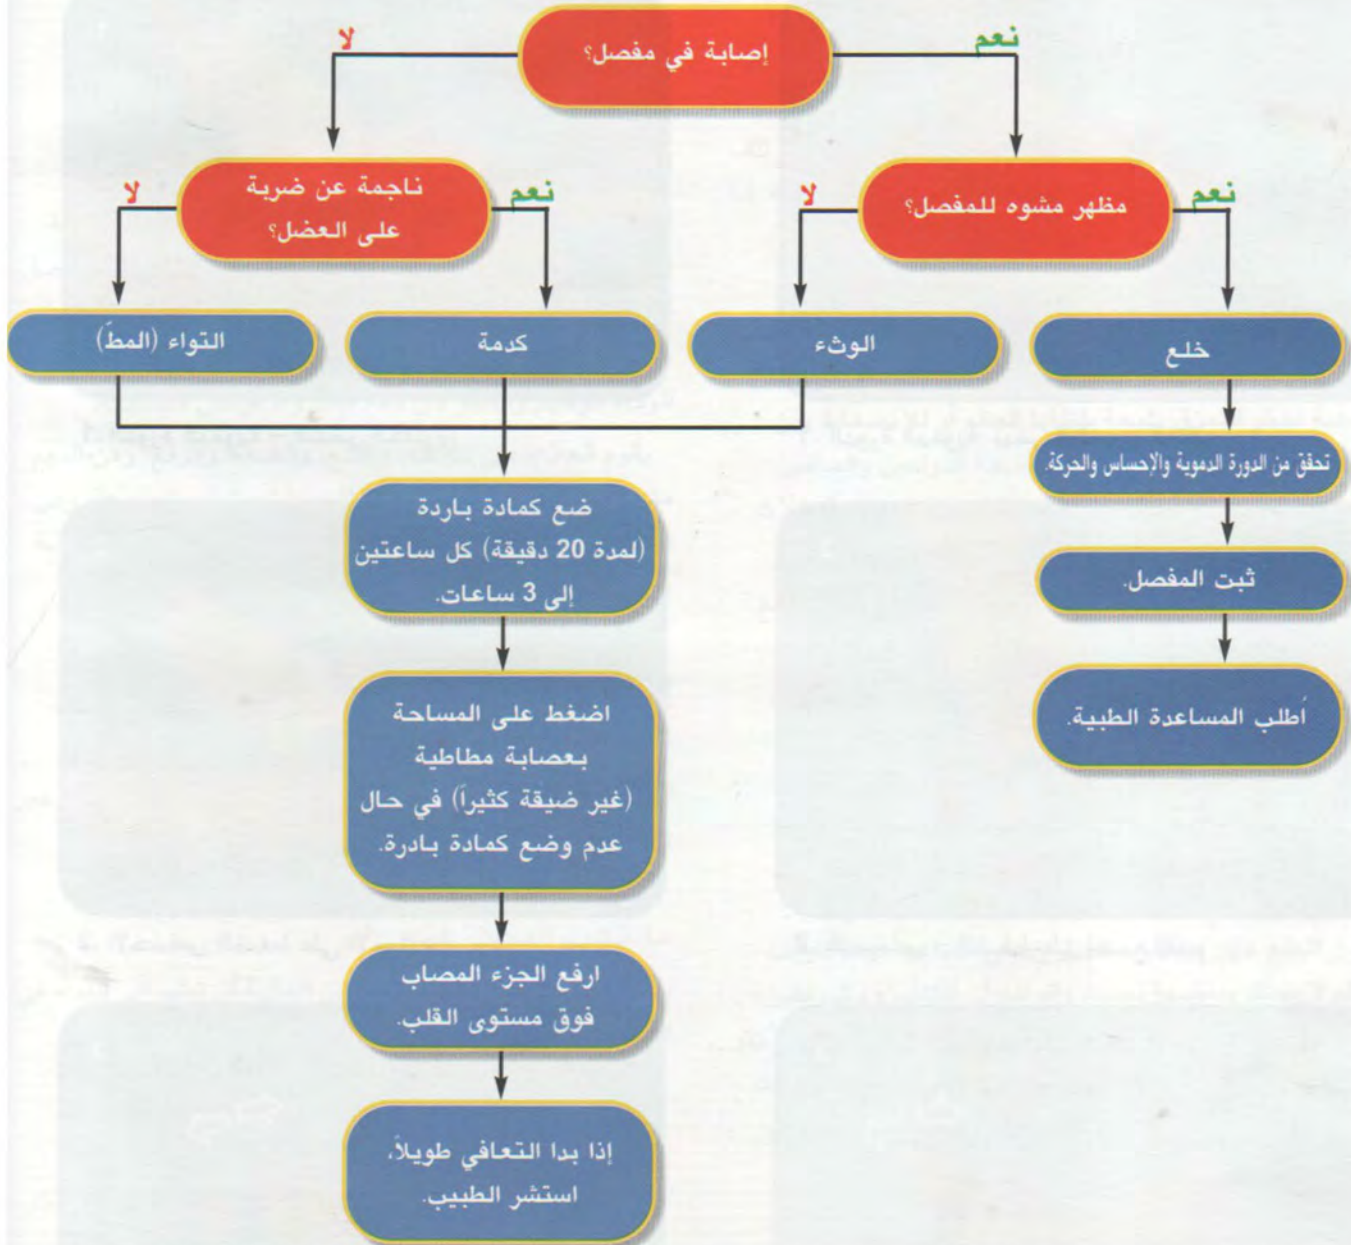 إصابة في مفصل؟
نعم
لا
مظهر مشوه للمفصل؟
نعم
لا
ناجمة عن ضربة
على العضل؟
نعم
لا
خلع
الوثء
كدمة
التواء (المطّ)
تحقق من الدورة الدموية والإحساس والحركة.
ثبت المفصل.
أطلب المساعدة الطبية.
ضع كمادة باردة
(لمدة 20 دقيقة) كل ساعتين
إلى 3 ساعات.
اضغط على المساحة
بعصابة مطاطية
(غير ضيقة كثيراً) في حال
عدم وضع كمادة بادرة.
ارفع الجزء المصاب
فوق مستوى القلب.
إذا بدا التعافي طويلاً،
استشر الطبيب.